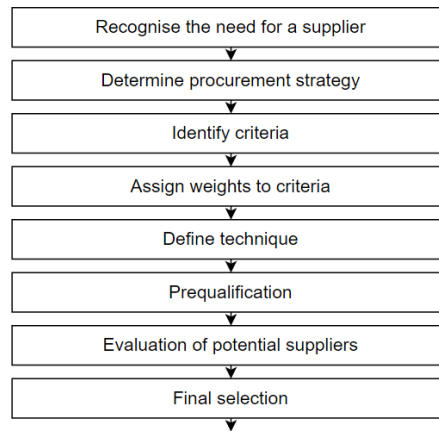 Recognise the need for a supplier
Determine procurement strategy
Identify criteria
Assign weights to criteria
Define technique
Prequalification
Evaluation of potential suppliers
Final selection